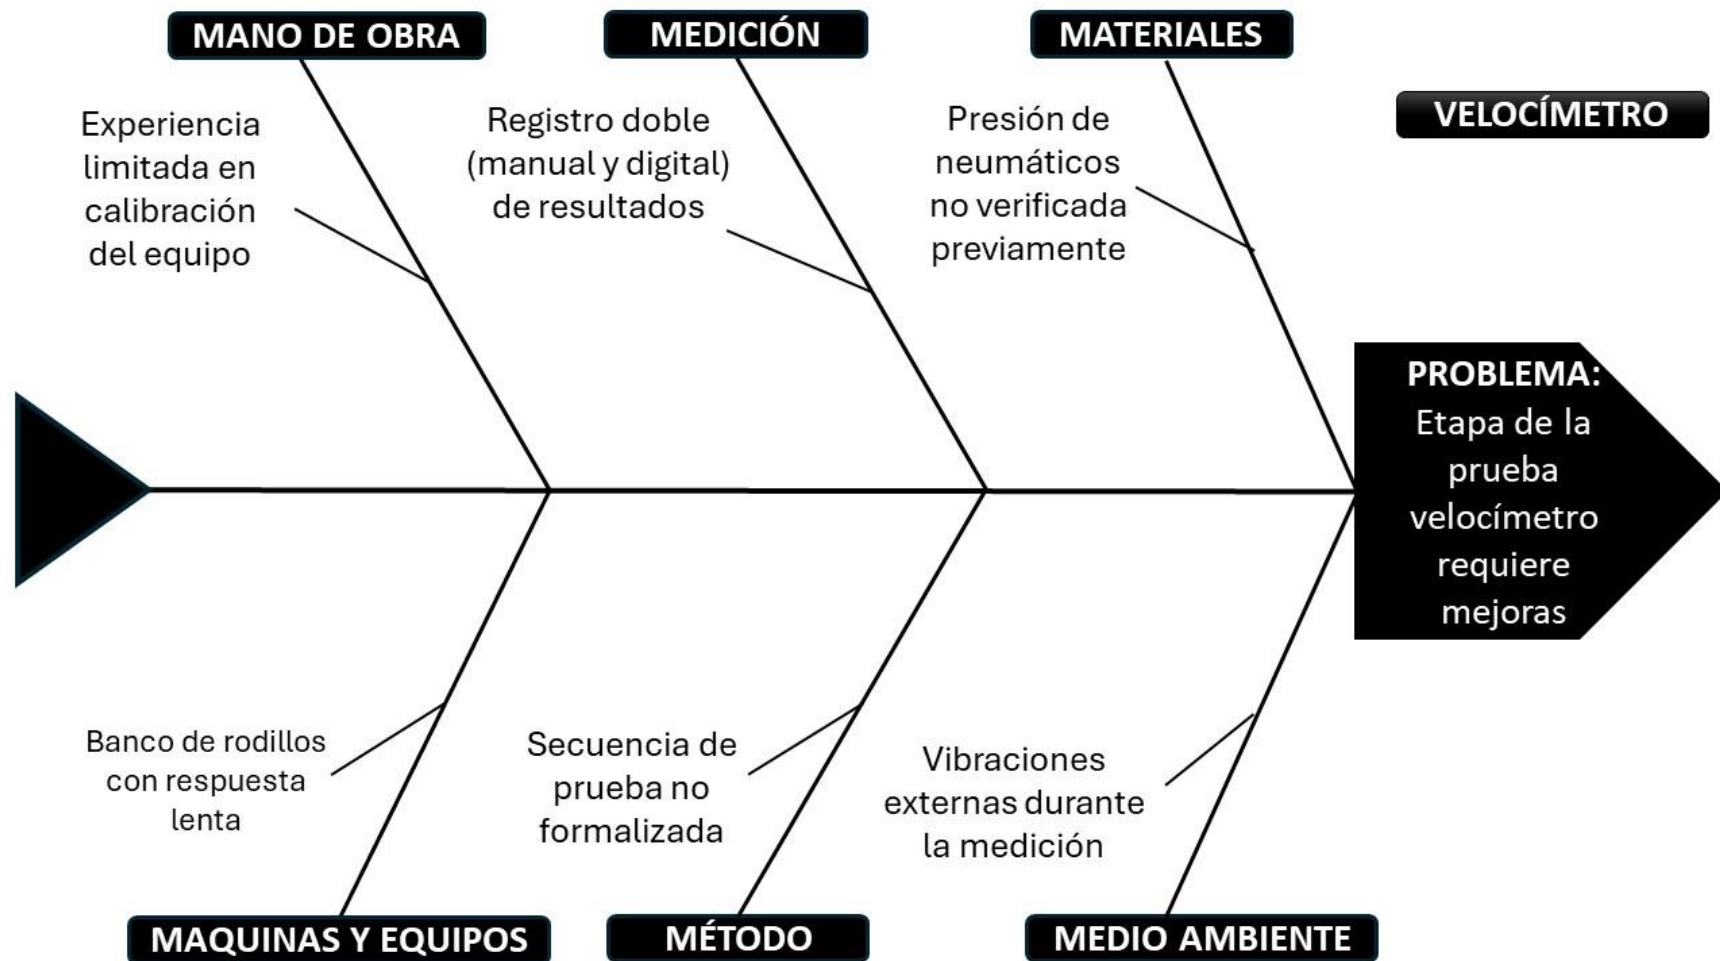 MANO DE OBRA
MEDICIÓN
MATERIALES
VELOCÍMETRO
Experiencia
limitada en
calibración
del equipo
Registro doble
(manual y digital)
de resultados
Presión de
neumáticos
no verificada
previamente
PROBLEMA:
Etapa de la
prueba
velocímetro
requiere
mejoras
Banco de rodillos
con respuesta
lenta
Secuencia de
prueba no
formalizada
Vibraciones
externas durante
la medición
MAQUINAS Y EQUIPOS
MÉTODO
MEDIO AMBIENTE